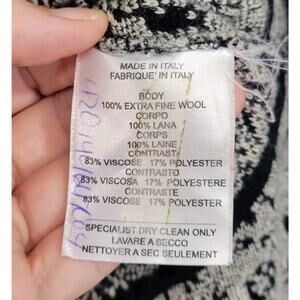 MADE IN ITALY
FABRIQUE' IN ITALY
BODY
100% EXTRA FINE WOOL
CORPO
100% LANA
CORPS
100% LAINE
CONTRAST
83% VISCOSE 17% POLYESTER
CONTRASTO
83% VISCOSA 17% POLIESTERE
CONTRASTE
83% VISCOSE 17% POLYESTERE
SPECIALIST DRY CLEAN ONLY
LAVARE A SECCO
NETTOYER A SEC SEULEMENT